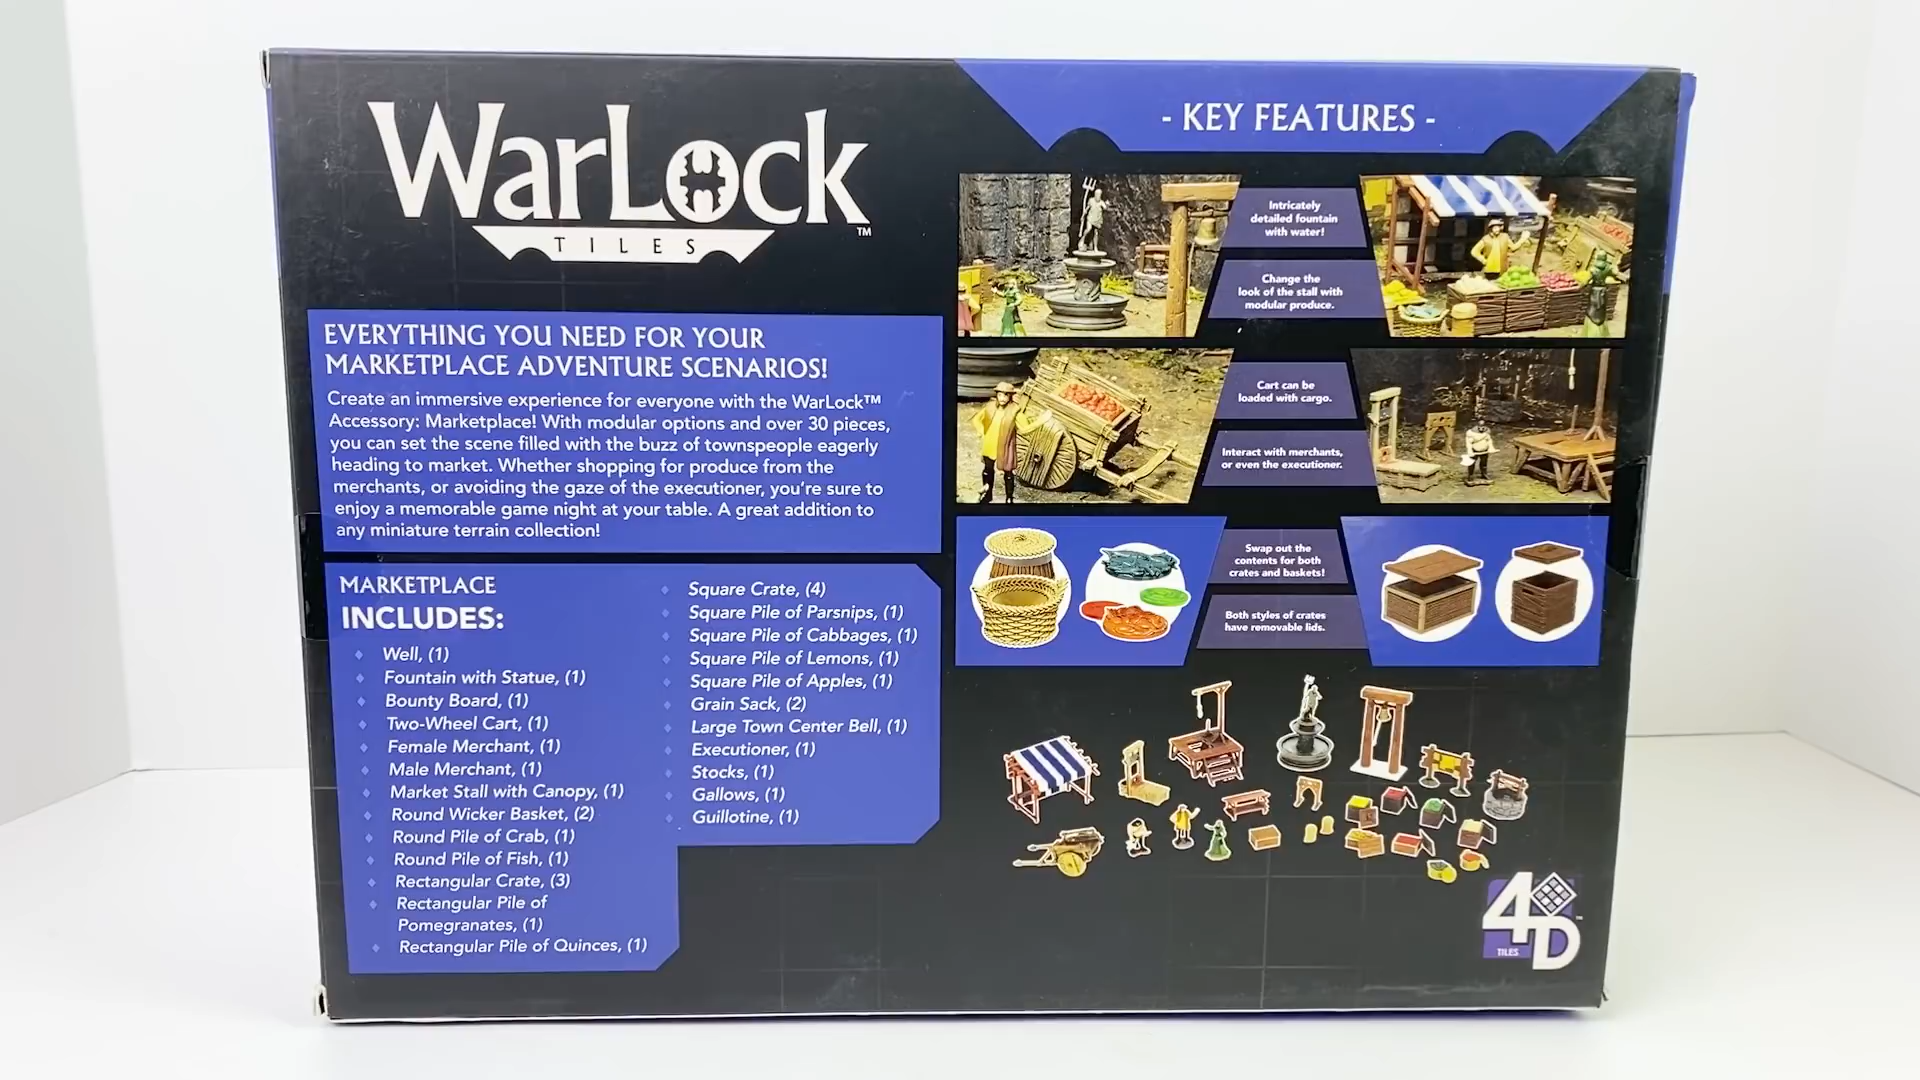 WarLock™
TILES
EVERYTHING YOU NEED FOR YOUR
MARKETPLACE ADVENTURE SCENARIOS!
Create an immersive experience for everyone with the WarLock™
Accessory: Marketplace! With modular options and over 30 pieces,
you can set the scene filled with the buzz of townspeople eagerly
heading to market. Whether shopping for produce from the
merchants, or avoiding the gaze of the executioner, you're sure to
enjoy a memorable game night at your table. A great addition to
any miniature terrain collection!
MARKETPLACE
INCLUDES:
Well, (1)
Fountain with Statue, (1)
Bounty Board, (1)
Two-Wheel Cart, (1)
Female Merchant, (1)
Male Merchant, (1)
Market Stall with Canopy, (1)
Round Wicker Basket, (2)
Round Pile of Crab, (1)
Round Pile of Fish, (1)
Rectangular Crate, (3)
Rectangular Pile of
Pomegranates, (1)
Rectangular Pile of Quinces, (1)
Square Crate, (4)
Square Pile of Parsnips, (1)
Square Pile of Cabbages, (1)
Square Pile of Lemons, (1)
Square Pile of Apples, (1)
Grain Sack, (2)
Large Town Center Bell, (1)
Executioner, (1)
Stocks, (1)
Gallows, (1)
Guillotine, (1)
- KEY FEATURES -
Intricately
detailed fountain
with water!
Change the
look of the stall with
modular produce.
Cart can be
loaded with cargo.
Interact with merchants,
or even the executioner.
Swap out the
contents for both
crates and baskets!
Both styles of crates
have removable lids.
4D™
TILES